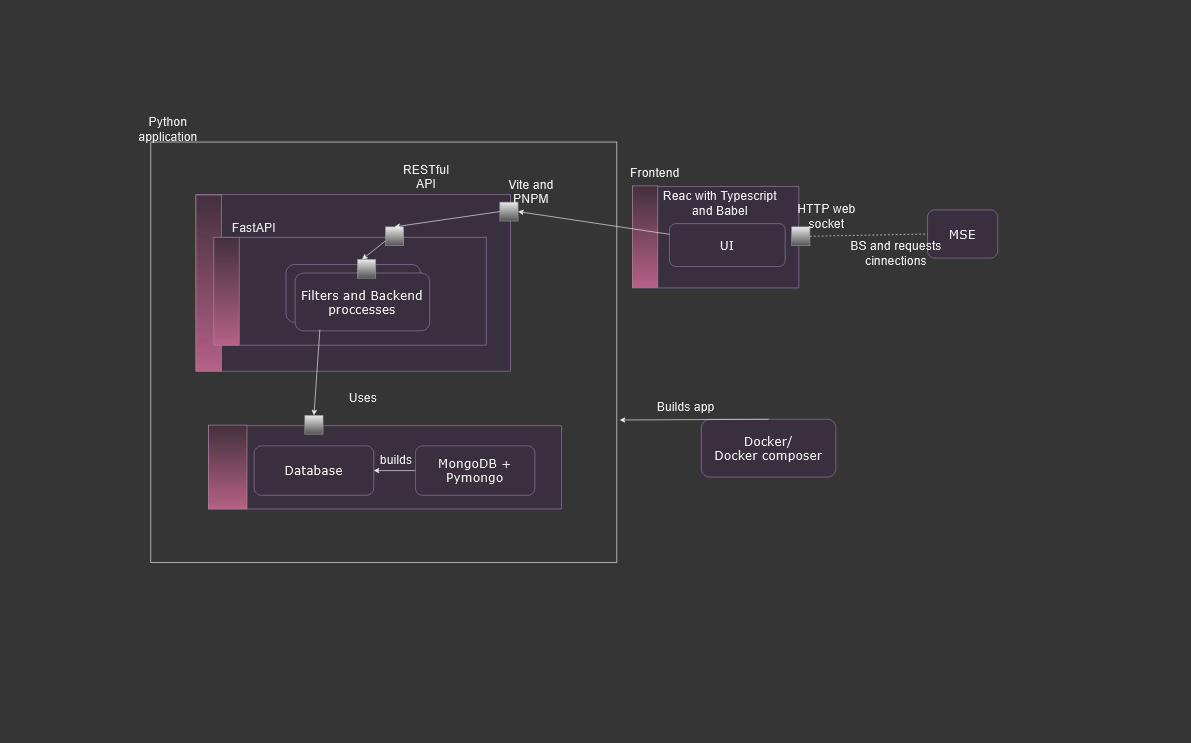 Python
application
RESTful
API
Vite and
PNPM
FastAPI
Filters and Backend
proccesses
Uses
Database
builds
MongoDB +
Pymongo
Frontend
Reac with Typescript
and Babel
UI
HTTP web
socket
BS and requests
cinnections
MSE
Builds app
Docker/
Docker composer